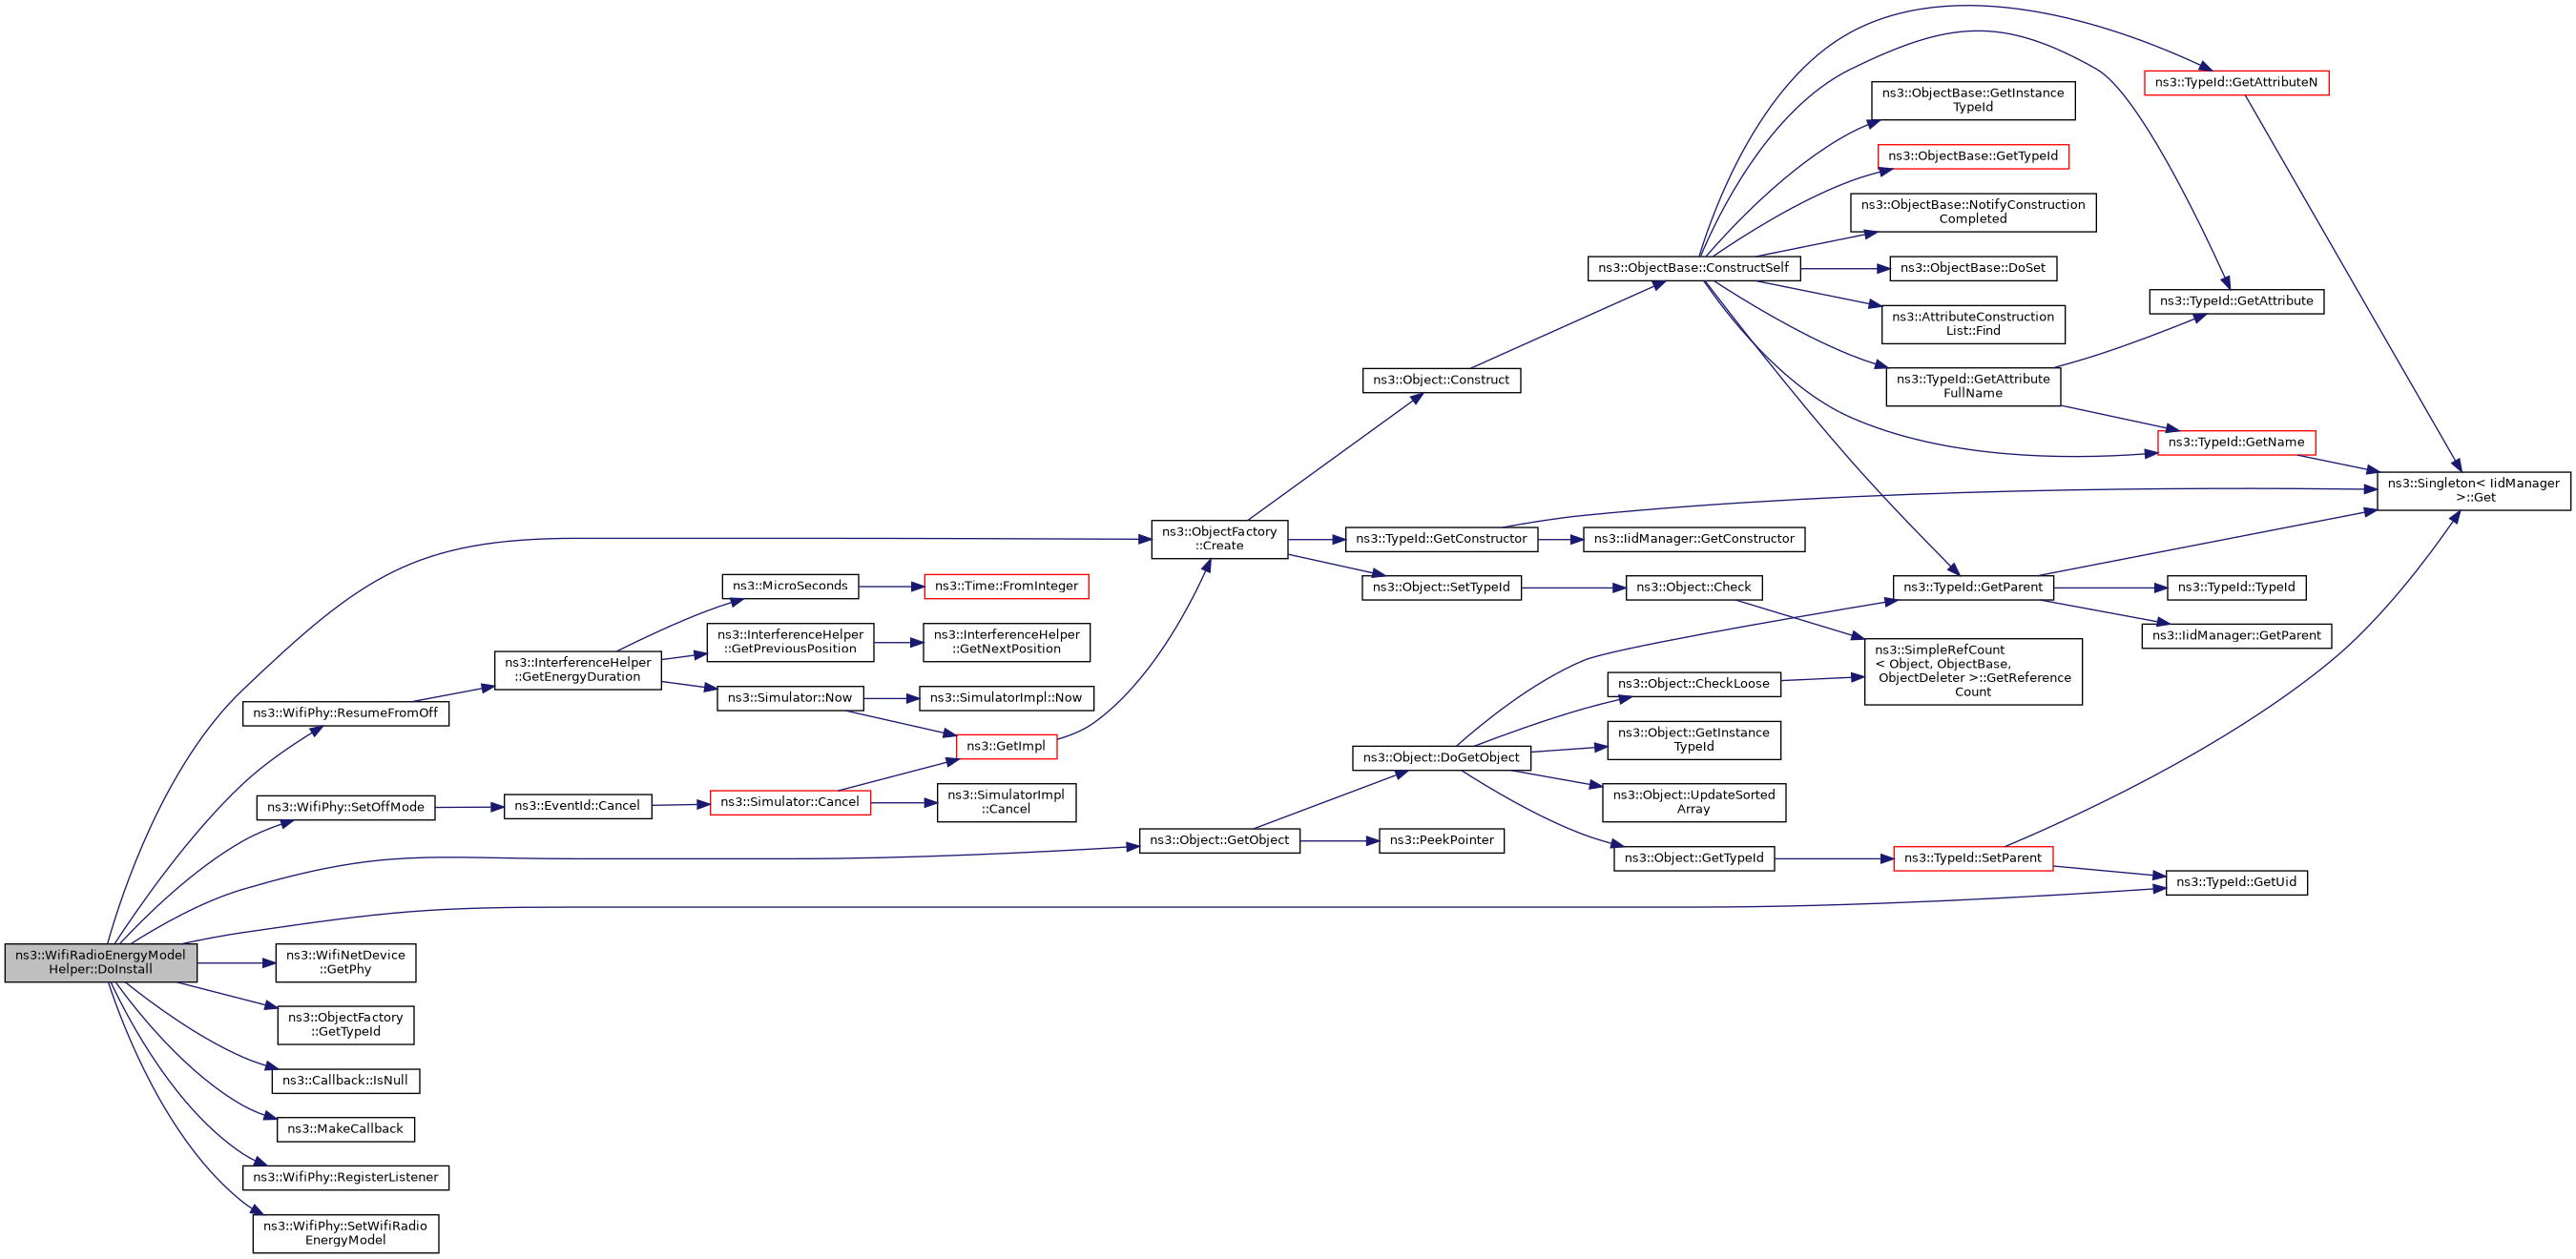 ns3::WifiRadioEnergyModel
Helper::DoInstall
ns3::WifiPhy::ResumeFromOff
ns3::WifiPhy::SetOffMode
ns3::WifiNetDevice
::GetPhy
ns3::ObjectFactory
::GetTypeId
ns3::Callback::IsNull
ns3::MakeCallback
ns3::WifiPhy::RegisterListener
ns3::WifiPhy::SetWifiRadio
EnergyModel
ns3::InterferenceHelper
::GetEnergyDuration
ns3::EventId::Cancel
ns3::MicroSeconds
ns3::InterferenceHelper
::GetPreviousPosition
ns3::Simulator::Now
ns3::Simulator::Cancel
ns3::Time::FromInteger
ns3::InterferenceHelper
::GetNextPosition
ns3::SimulatorImpl::Now
ns3::GetImpl
ns3::SimulatorImpl
::Cancel
ns3::ObjectFactory
::Create
ns3::Object::GetObject
ns3::Object::Construct
ns3::TypeId::GetConstructor
ns3::Object::SetTypeId
ns3::Object::DoGetObject
ns3::PeekPointer
ns3::ObjectBase::ConstructSelf
ns3::IidManager::GetConstructor
ns3::Object::Check
ns3::Object::CheckLoose
ns3::Object::GetInstance
TypeId
ns3::Object::UpdateSorted
Array
ns3::Object::GetTypeId
ns3::ObjectBase::GetInstance
TypeId
ns3::ObjectBase::GetTypeId
ns3::ObjectBase::NotifyConstruction
Completed
ns3::ObjectBase::DoSet
ns3::AttributeConstruction
List::Find
ns3::TypeId::GetAttribute
FullName
ns3::TypeId::GetParent
ns3::SimpleRefCount
< Object, ObjectBase,
ObjectDeleter >::GetReference
Count
ns3::TypeId::SetParent
ns3::TypeId::GetAttributeN
ns3::TypeId::GetAttribute
ns3::TypeId::GetName
ns3::TypeId::TypeId
ns3::IidManager::GetParent
ns3::TypeId::GetUid
ns3::Singleton< IidManager
>::Get